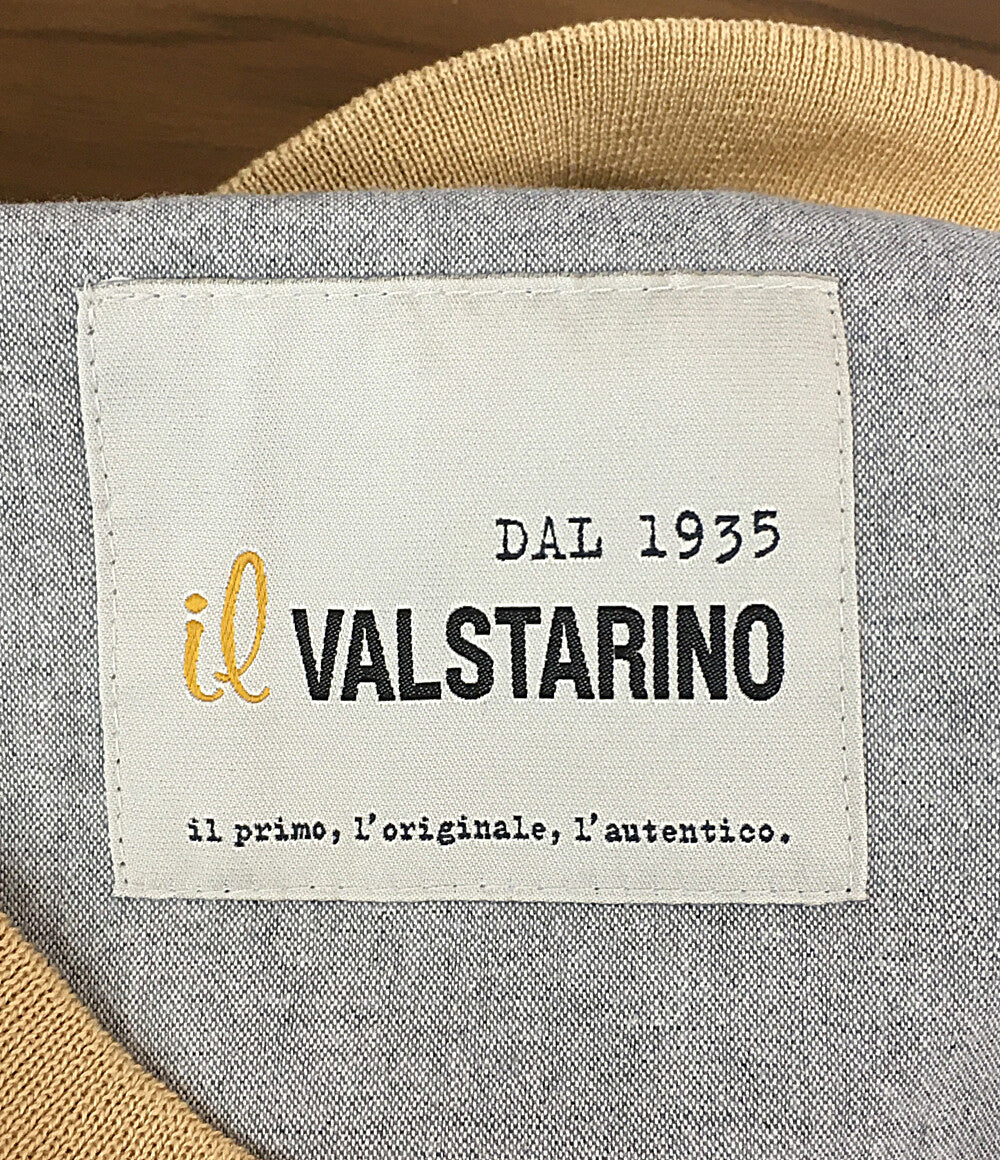 DAL 1935
il VALSTARINO
il primo, l'originale, l'autentico.